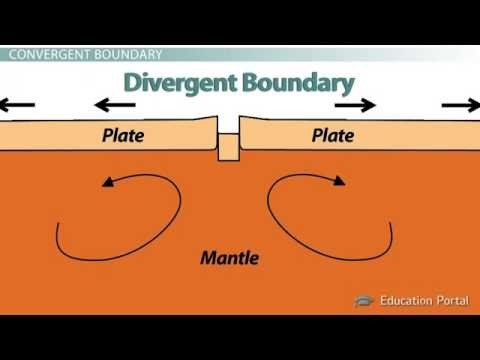 CONVERGENT BOUNDARY
Divergent Boundary
Plate
Plate
Mantle
Education Portal